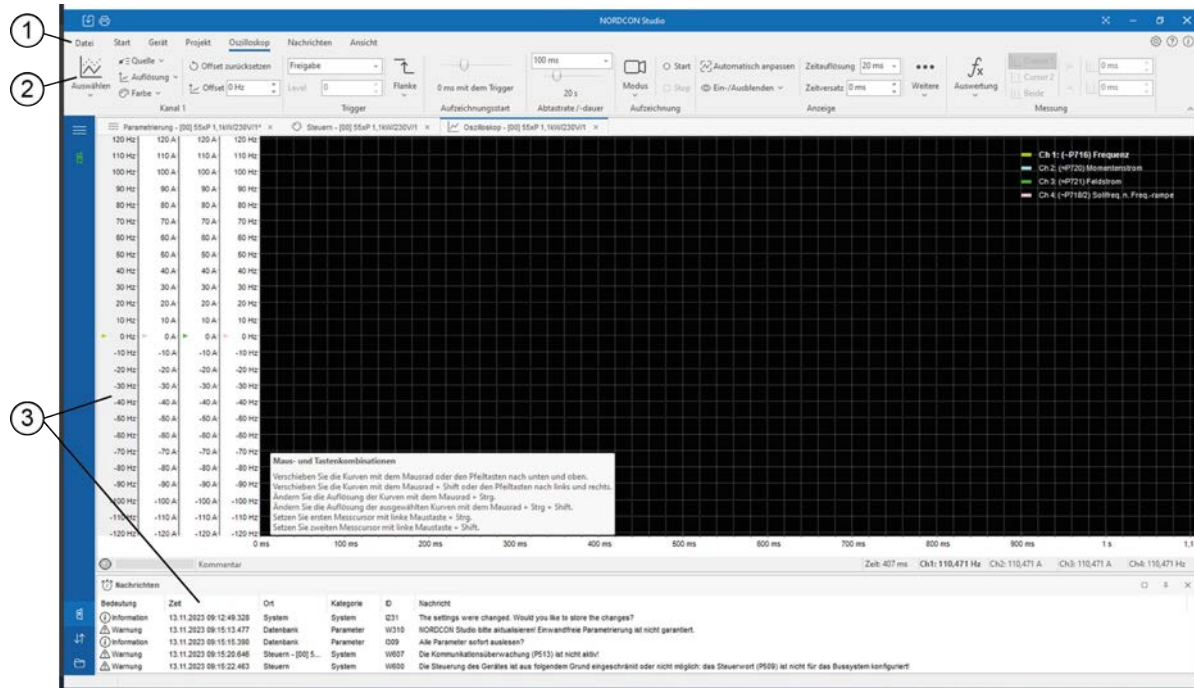 NORDCON Studio
1
Datei Start Gerät Projekt Oszilloskop Nachrichten Ansicht
2
Auswählen
Quelle
Auflösung
Farbe
Offset zurücksetzen
Offset 0 Hz
Kanal 1
Freigabe
Level 0
Flanke
Trigger
0 ms mit dem Trigger
Aufzeichnungsstart
100 ms
20 s
Abtastrate /-dauer
Modus
Start
Stop
Aufzeichnung
Automatisch anpassen
Ein-/Ausblenden
Zeitauflösung 20 ms
Zeitversatz 0 ms
Weitere
Anzeige
fx
Auswertung
Cursor 1
Cursor 2
Beide
0 ms
0 ms
Messung
Parametrierung - [00] 55xP 1,1kW/230V/1* × Steuern - [00] 55xP 1,1kW/230V/1 × Oszilloskop - [00] 55xP 1,1kW/230V/1 ×
120 Hz 120 A 120 A 120 Hz
110 Hz 110 A 110 A 110 Hz
100 Hz 100 A 100 A 100 Hz
90 Hz 90 A 90 A 90 Hz
80 Hz 80 A 80 A 80 Hz
70 Hz 70 A 70 A 70 Hz
60 Hz 60 A 60 A 60 Hz
50 Hz 50 A 50 A 50 Hz
40 Hz 40 A 40 A 40 Hz
30 Hz 30 A 30 A 30 Hz
20 Hz 20 A 20 A 20 Hz
10 Hz 10 A 10 A 10 Hz
0 Hz 0 A 0 A 0 Hz
-10 Hz -10 A -10 A -10 Hz
-20 Hz -20 A -20 A -20 Hz
-30 Hz -30 A -30 A -30 Hz
-40 Hz -40 A -40 A -40 Hz
-50 Hz -50 A -50 A -50 Hz
-60 Hz -60 A -60 A -60 Hz
-70 Hz -70 A -70 A -70 Hz
-80 Hz -80 A -80 A -80 Hz
-90 Hz -90 A -90 A -90 Hz
-100 Hz -100 A -100 A -100 Hz
-110 Hz -110 A -110 A -110 Hz
-120 Hz -120 A -120 A -120 Hz
3
Ch 1: (~P716) Frequenz
Ch 2: (~P720) Momentenstrom
Ch 3: (~P721) Feldstrom
Ch 4: (~P718/2) Sollfreq. n. Freq.-rampe
Maus- und Tastenkombinationen
Verschieben Sie die Kurven mit dem Mausrad oder den Pfeiltasten nach unten und oben.
Verschieben Sie die Kurven mit dem Mausrad + Shift oder den Pfeiltasten nach links und rechts.
Ändern Sie die Auflösung der Kurven mit dem Mausrad + Strg.
Ändern Sie die Auflösung der ausgewählten Kurven mit dem Mausrad + Strg + Shift.
Setzen Sie ersten Messcursor mit linke Maustaste + Strg.
Setzen Sie zweiten Messcursor mit linke Maustaste + Shift.
0 ms 100 ms 200 ms 300 ms 400 ms 500 ms 600 ms 700 ms 800 ms 900 ms 1 s 1,1
Kommentar Zeit: 407 ms Ch1: 110,471 Hz Ch2: 110,471 A Ch3: 110,471 A Ch4: 110,471 Hz
Nachrichten
Bedeutung Zeit Ort Kategorie ID Nachricht
Information 13.11.2023 09:12:49.328 System System I231 The settings were changed. Would you like to store the changes?
Warnung 13.11.2023 09:15:13.477 Datenbank Parameter W310 NORDCON Studio bitte aktualisieren! Einwandfreie Parametrierung ist nicht garantiert.
Information 13.11.2023 09:15:15.390 Datenbank Parameter I309 Alle Parameter sofort auslesen?
Warnung 13.11.2023 09:15:20.646 Steuern - [00] 5... System W607 Die Kommunikationsüberwachung (P513) ist nicht aktiv!
Warnung 13.11.2023 09:15:22.463 Steuern System W600 Die Steuerung des Gerätes ist aus folgendem Grund eingeschränkt oder nicht möglich: das Steuerwort (P509) ist nicht für das Bussystem konfiguriert!